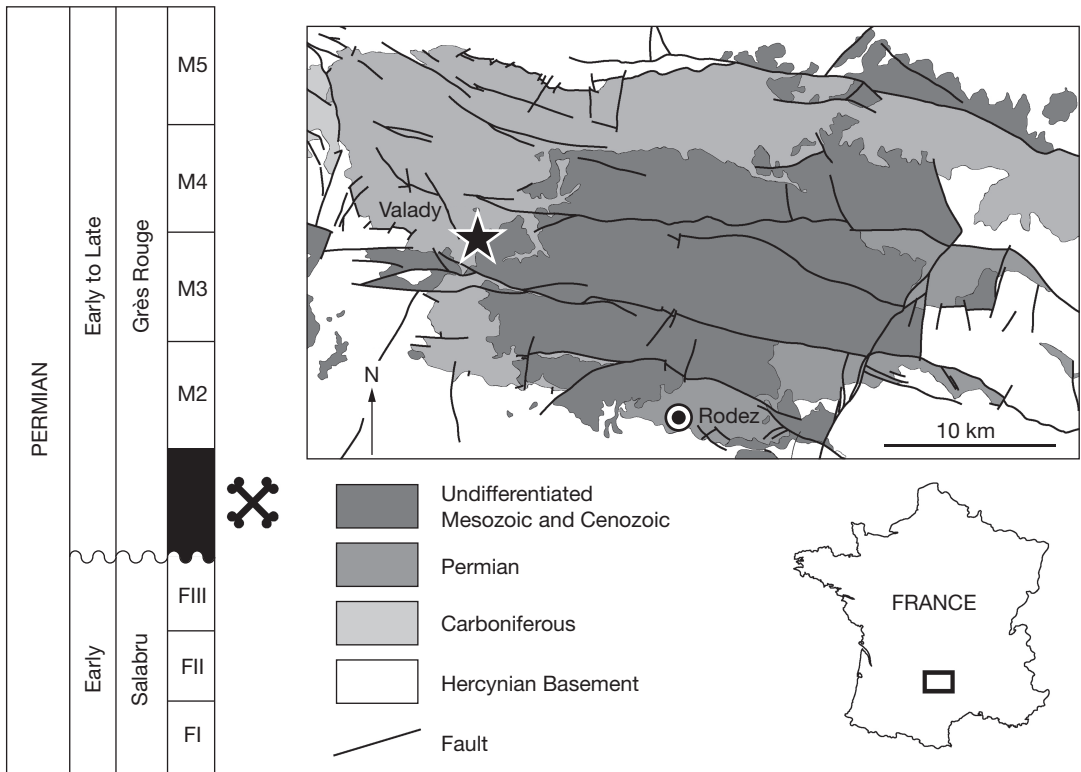 PERMIAN
Early to Late
Early
Grès Rouge
Salabru
M5
M4
M3
M2
FIII
FII
FI
Valady
N
Rodez
10 km
Undifferentiated
Mesozoic and Cenozoic
Permian
Carboniferous
Hercynian Basement
Fault
FRANCE